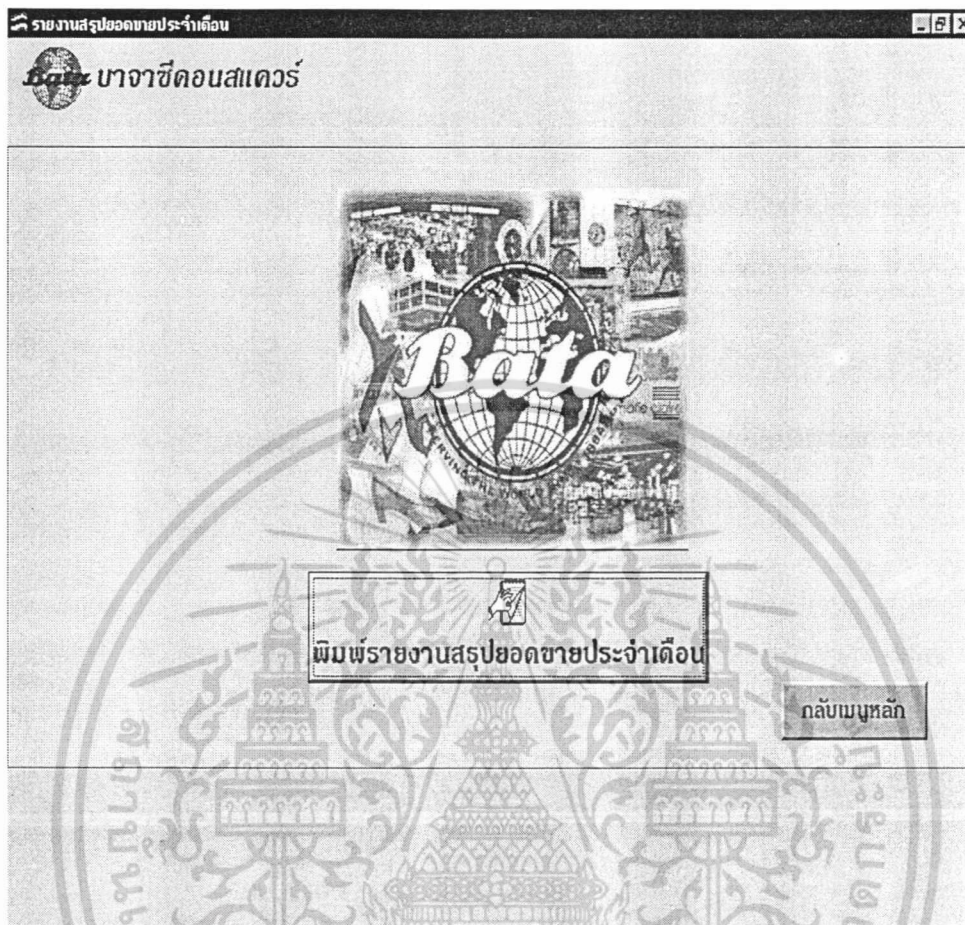 รายงานสรุปยอดขายประจำเดือน
Bata บาจาซีคอนสแควร์
Bata
SERVING THE WORLD
พิมพ์รายงานสรุปยอดขายประจำเดือน
กลับเมนูหลัก